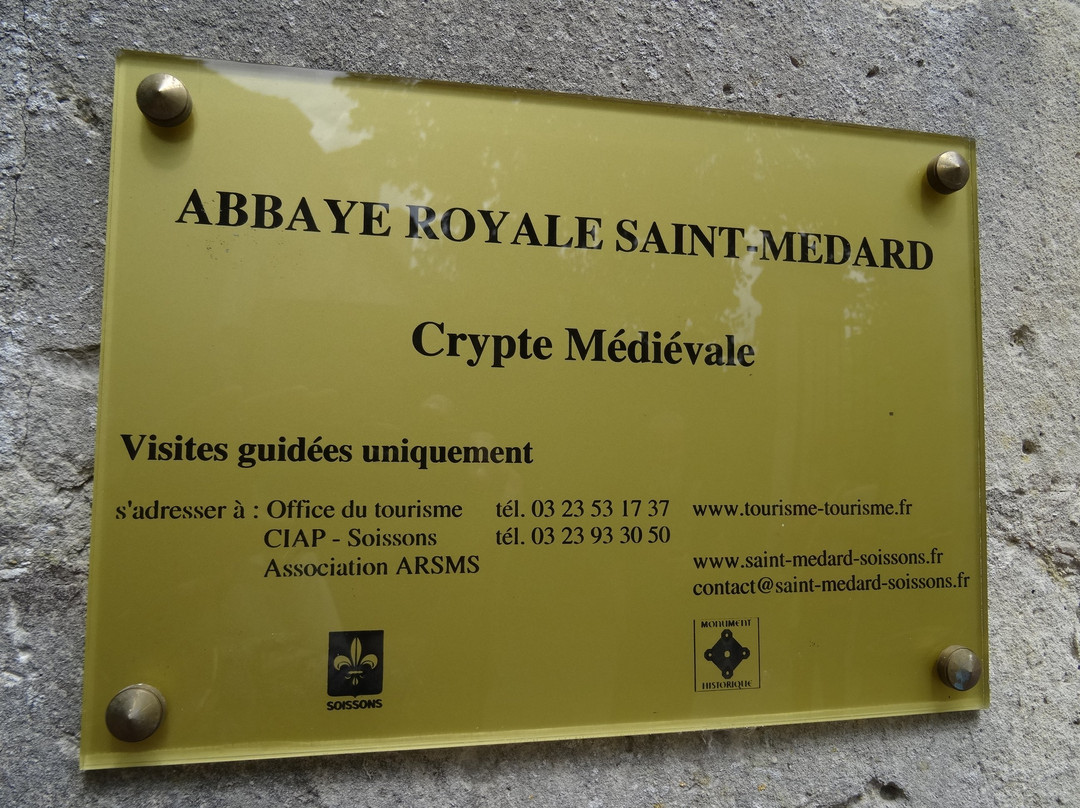 ABBAYE ROYALE SAINT-MEDARD
Crypte Médiévale
Visites guidées uniquement
s'adresser à : Office du tourisme tél. 03 23 53 17 37 www.tourisme-tourisme.fr
CIAP - Soissons tél. 03 23 93 30 50
Association ARSMS www.saint-medard-soissons.fr
contact@saint-medard-soissons.fr
SOISSONS
MONUMENT
HISTORIQUE